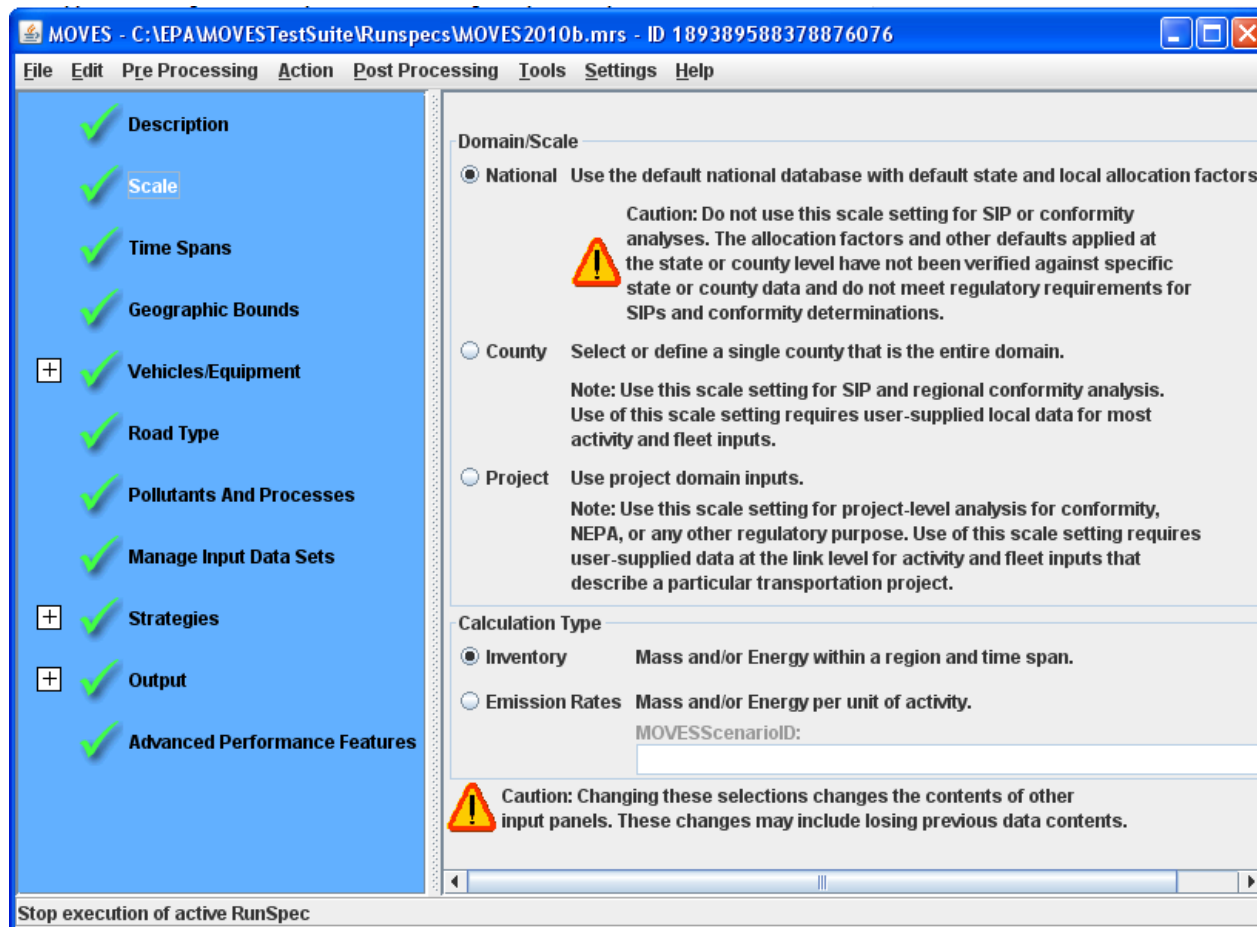 MOVES - C:\EPA\MOVESTestSuite\Runspecs\MOVES2010b.mrs - ID 189389588378876076
File Edit Pre Processing Action Post Processing Tools Settings Help
Description
Scale
Time Spans
Geographic Bounds
Vehicles/Equipment
Road Type
Pollutants And Processes
Manage Input Data Sets
Strategies
Output
Advanced Performance Features
Domain/Scale
National Use the default national database with default state and local allocation factors
Caution: Do not use this scale setting for SIP or conformity
analyses. The allocation factors and other defaults applied at
the state or county level have not been verified against specific
state or county data and do not meet regulatory requirements for
SIPs and conformity determinations.
County Select or define a single county that is the entire domain.
Note: Use this scale setting for SIP and regional conformity analysis.
Use of this scale setting requires user-supplied local data for most
activity and fleet inputs.
Project Use project domain inputs.
Note: Use this scale setting for project-level analysis for conformity,
NEPA, or any other regulatory purpose. Use of this scale setting requires
user-supplied data at the link level for activity and fleet inputs that
describe a particular transportation project.
Calculation Type
Inventory Mass and/or Energy within a region and time span.
Emission Rates Mass and/or Energy per unit of activity.
MOVESScenarioID:
Caution: Changing these selections changes the contents of other
input panels. These changes may include losing previous data contents.
Stop execution of active RunSpec